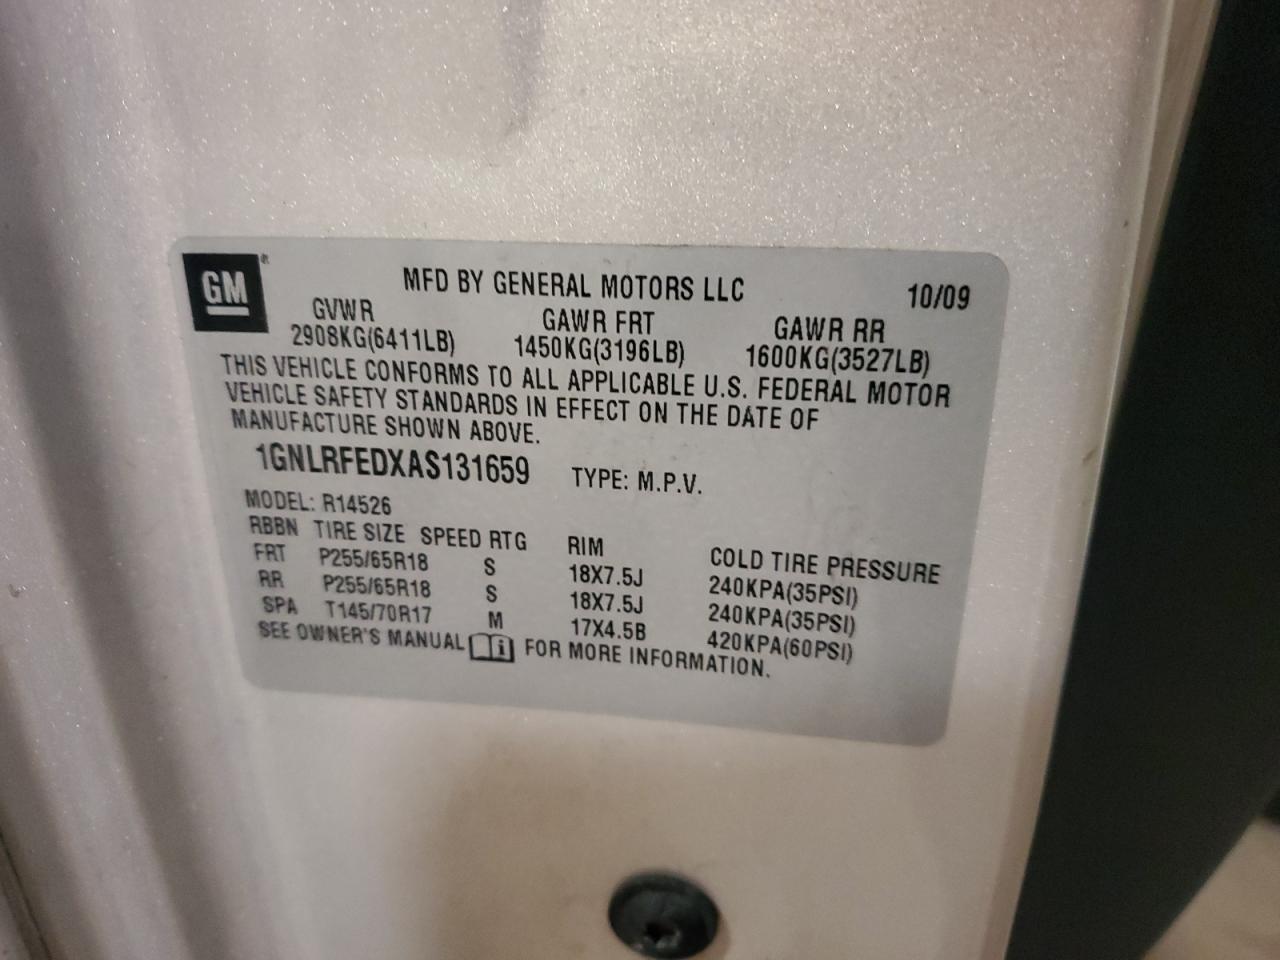 GM ® MFD BY GENERAL MOTORS LLC 10/09
GVWR GAWR FRT GAWR RR
2908KG(6411LB) 1450KG(3196LB) 1600KG(3527LB)
THIS VEHICLE CONFORMS TO ALL APPLICABLE U.S. FEDERAL MOTOR
VEHICLE SAFETY STANDARDS IN EFFECT ON THE DATE OF
MANUFACTURE SHOWN ABOVE.
1GNLRFEDXAS131659 TYPE: M.P.V.
MODEL: R14526
RBBN TIRE SIZE SPEED RTG RIM COLD TIRE PRESSURE
FRT P255/65R18 S 18X7.5J 240KPA(35PSI)
RR P255/65R18 S 18X7.5J 240KPA(35PSI)
SPA T145/70R17 M 17X4.5B 420KPA(60PSI)
SEE OWNER'S MANUAL i FOR MORE INFORMATION.